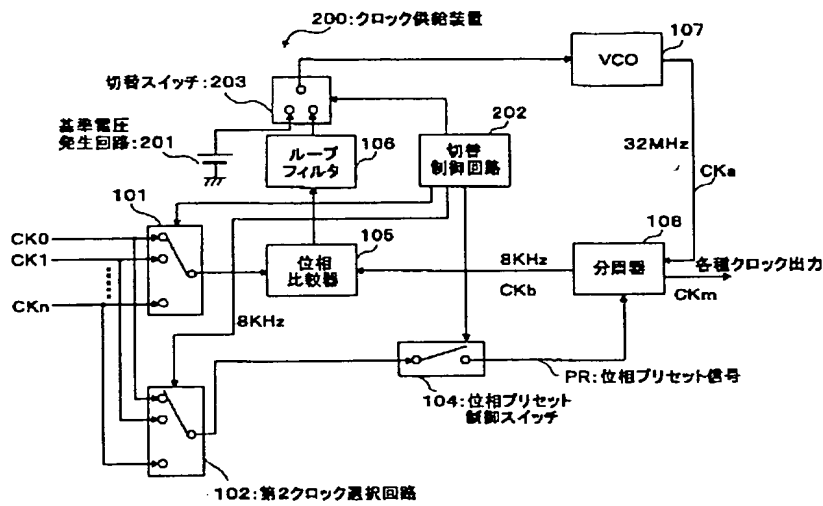 200:クロック供給装置
107
VCO
切替スイッチ:203
202
基準電圧
発生回路:201
ループ
フィルタ
106
切替
制御回路
32MHz
CKa
101
CK0
CK1
CKn
105
位相
比較器
8KHz
CKb
108
分周器
各種クロック出力
CKm
8KHz
PR:位相プリセット信号
104:位相プリセット
制御スイッチ
102:第2クロック選択回路